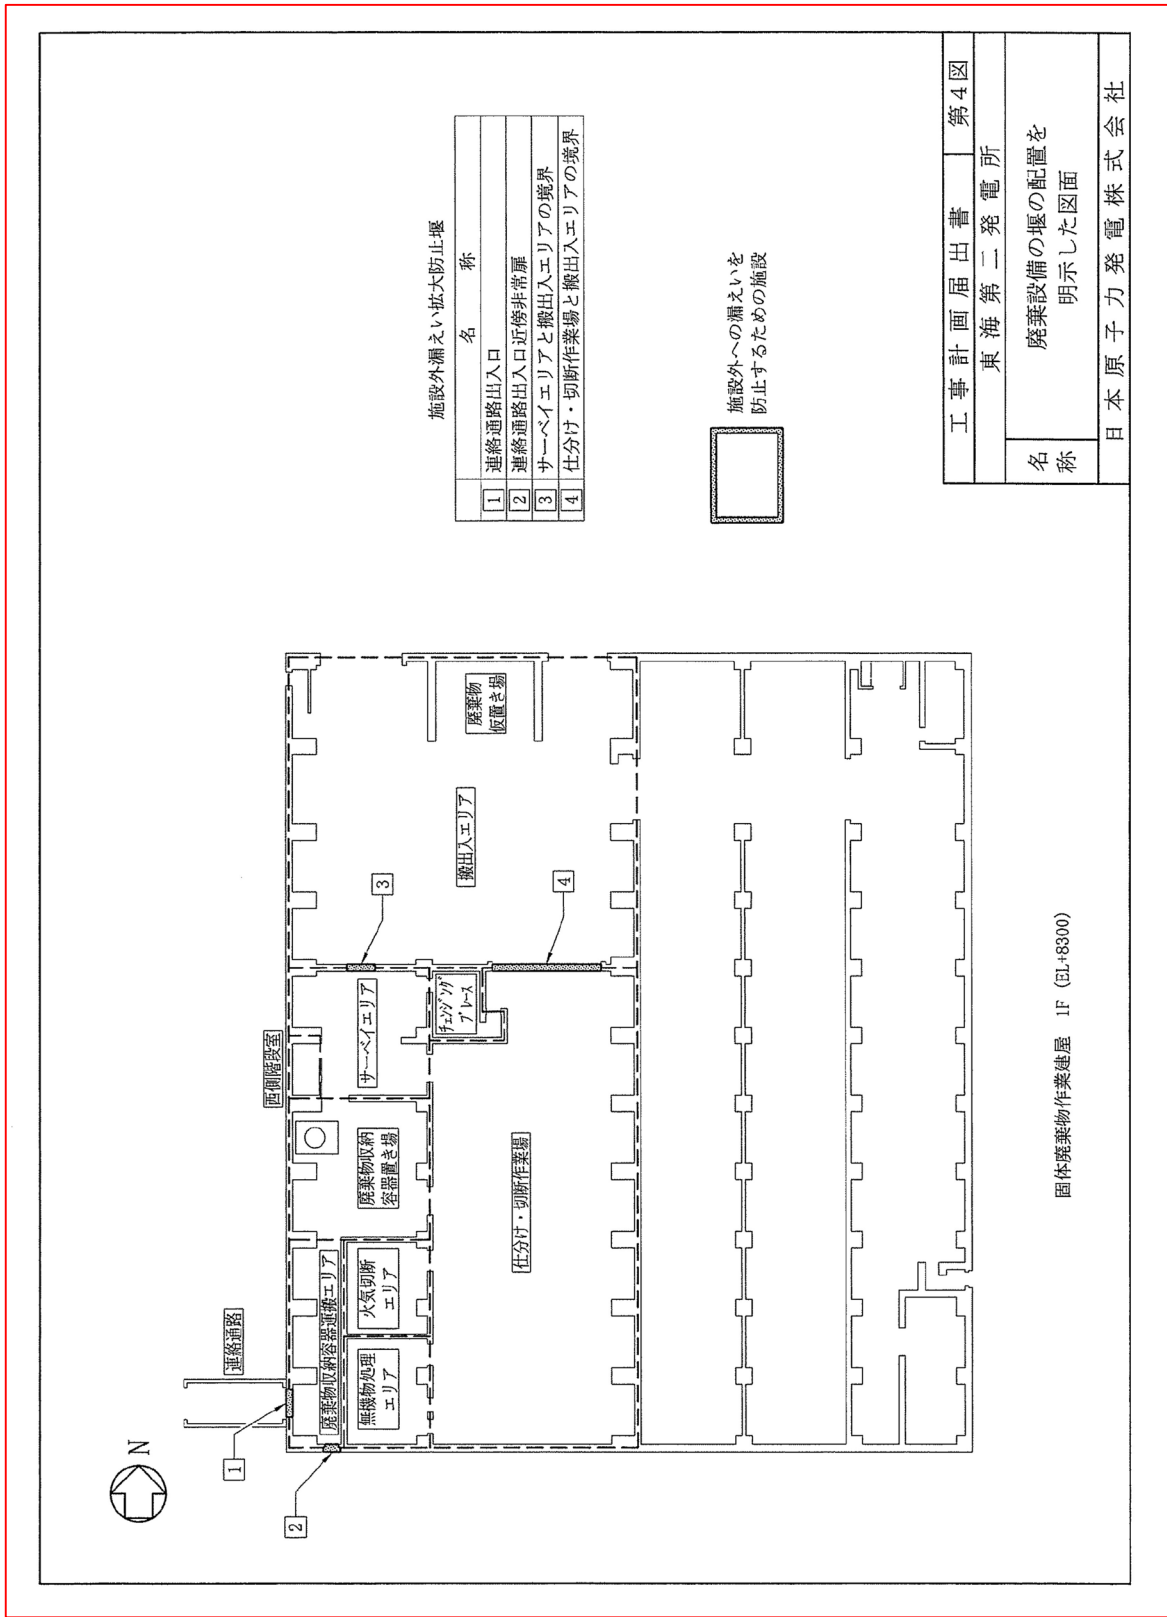 N
連絡通路
1
2
西側階段室
廃棄物収納容器運搬エリア
無機物処理
エリア
火気切断
エリア
廃棄物収納
容器置き場
サーベイエリア
チェンジング
プレース
仕分け・切断作業場
3
4
搬出入エリア
廃棄物
仮置き場
固体廃棄物作業建屋 1F (EL+8300)
施設外漏えい拡大防止堰
名 称
1 連絡通路出入口
2 連絡通路出入口近傍非常扉
3 サーベイエリアと搬出入エリアの境界
4 仕分け・切断作業場と搬出入エリアの境界
施設外への漏えいを
防止するための施設
工事計画届出書 第4図
東海第二発電所
名称 廃棄設備の堰の配置を
明示した図面
日本原子力発電株式会社